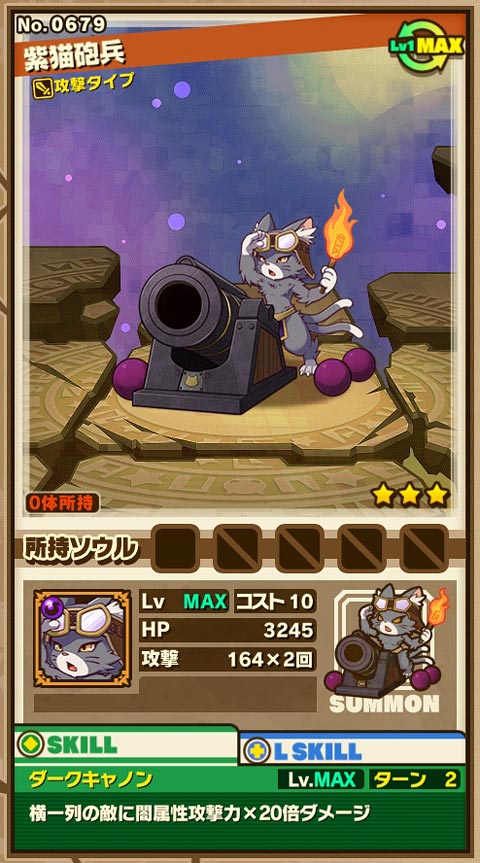 No.0679
紫猫砲兵
Lv1 MAX
攻撃タイプ
0体所持
所持ソウル
Lv MAX コスト 10
HP 3245
攻撃 164×2回
SUMMON
SKILL
L SKILL
ダークキャノン Lv.MAX ターン 2
横一列の敵に闇属性攻撃力×20倍ダメージ